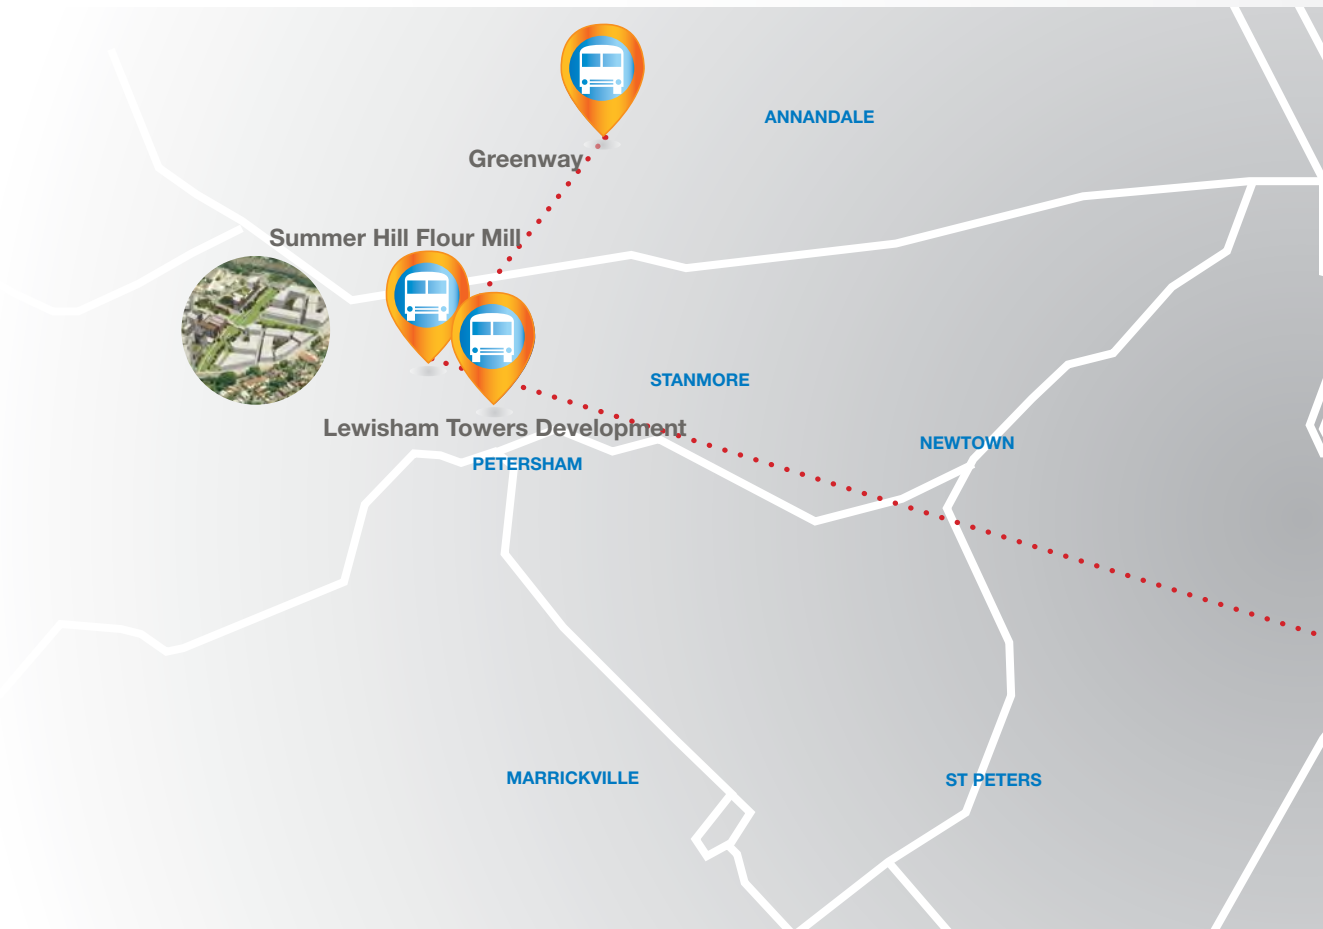 ANNANDALE
Greenway
Summer Hill Flour Mill
STANMORE
Lewisham Towers Development
NEWTOWN
PETERSHAM
MARRICKVILLE
ST PETERS